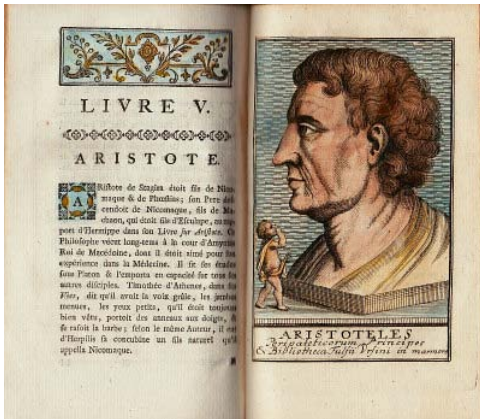 LIVRE V.
ARISTOTE.
ARistote de Stagira étoit fils de Nico-
maque & de Phæstias; son Pere des-
cendoit de Nicomaque, fils de Ma-
chaon, qui étoit fils d'Esculpe, au rap-
port d'Hermippe dans son Livre sur Aristote. Ce
Philosophe vécut long-tems à la cour d'Amyntas
Roi de Macédoine, dont il étoit aimé pour son
expérience dans la Médecine. Il fit ses études
sous Platon & l'emporta en capacité sur tous les
autres disciples. Timothée d'Athenes, dans ses
Vies, dit qu'il avoit la voix grêle, les jambes
menues, les yeux petits, qu'il étoit toujours
bien vêtu, portoit des anneaux aux doigts, &
se rasoit la barbe; selon le même Auteur, il eut
d'Herpilis sa concubine un fils naturel qu'il
appella Nicomaque.
ARISTOTELES
Peripateticorum Princips
E Bibliotheca Fulvii Ursini in marmore